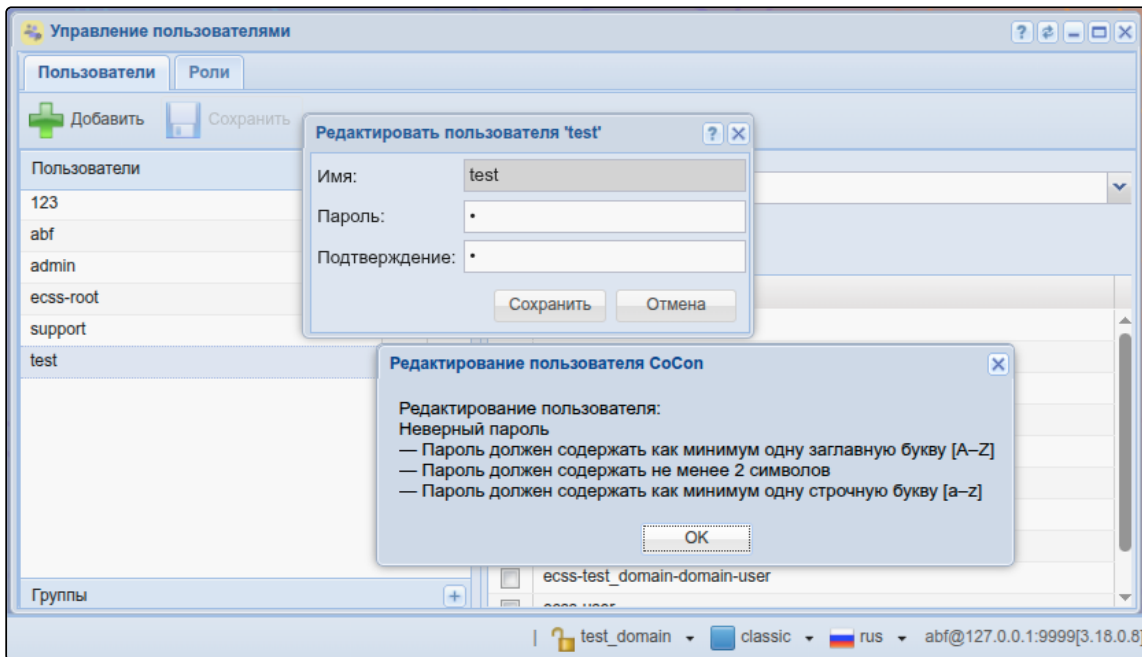 Управление пользователями
Пользователи
Роли
Добавить
Сохранить
Редактировать пользователя 'test'
Пользователи
Имя:
test
123
Пароль:
•
abf
Подтверждение:
•
admin
ecss-root
Сохранить
Отмена
support
test
Редактирование пользователя CoCon
Редактирование пользователя:
Неверный пароль
— Пароль должен содержать как минимум одну заглавную букву [A–Z]
— Пароль должен содержать не менее 2 символов
— Пароль должен содержать как минимум одну строчную букву [a–z]
OK
ecss-test_domain-domain-user
Группы
| test_domain classic rus abf@127.0.0.1:9999[3.18.0.8]